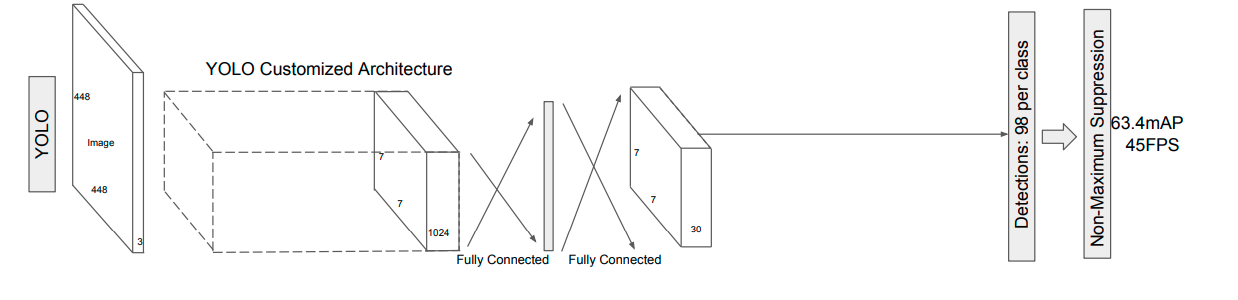 YOLO
448
Image
448
3
YOLO Customized Architecture
7
7
1024
Fully Connected
Fully Connected
7
7
30
Detections: 98 per class
Non-Maximum Suppression
63.4mAP
45FPS